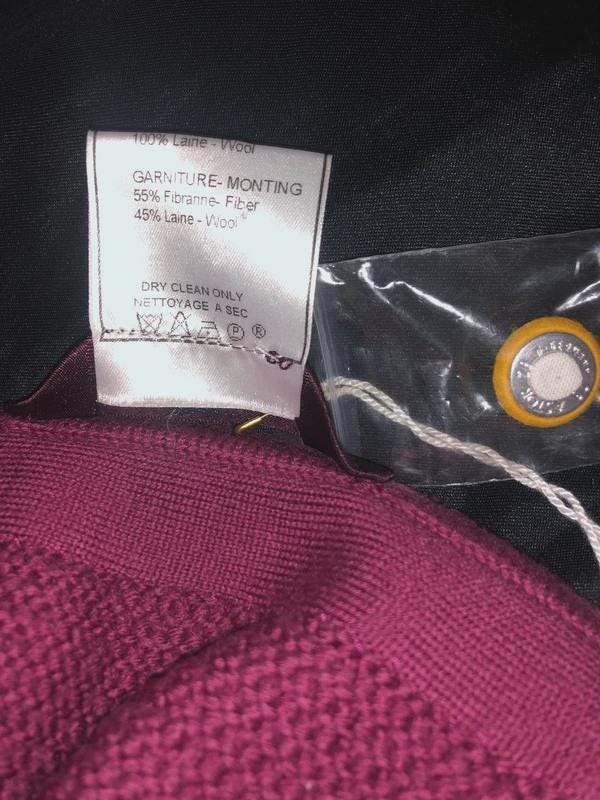 100% Laine - Wool
GARNITURE- MONTING
55% Fibranne- Fiber
45% Laine - Wool
DRY CLEAN ONLY
NETTOYAGE A SEC
P ®